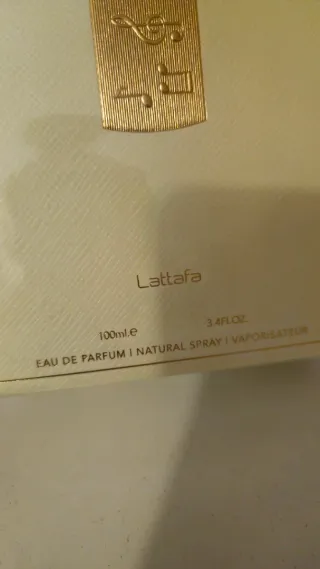 Lattafa
100ml.e 3.4FL.OZ.
EAU DE PARFUM | NATURAL SPRAY | VAPORISATEUR